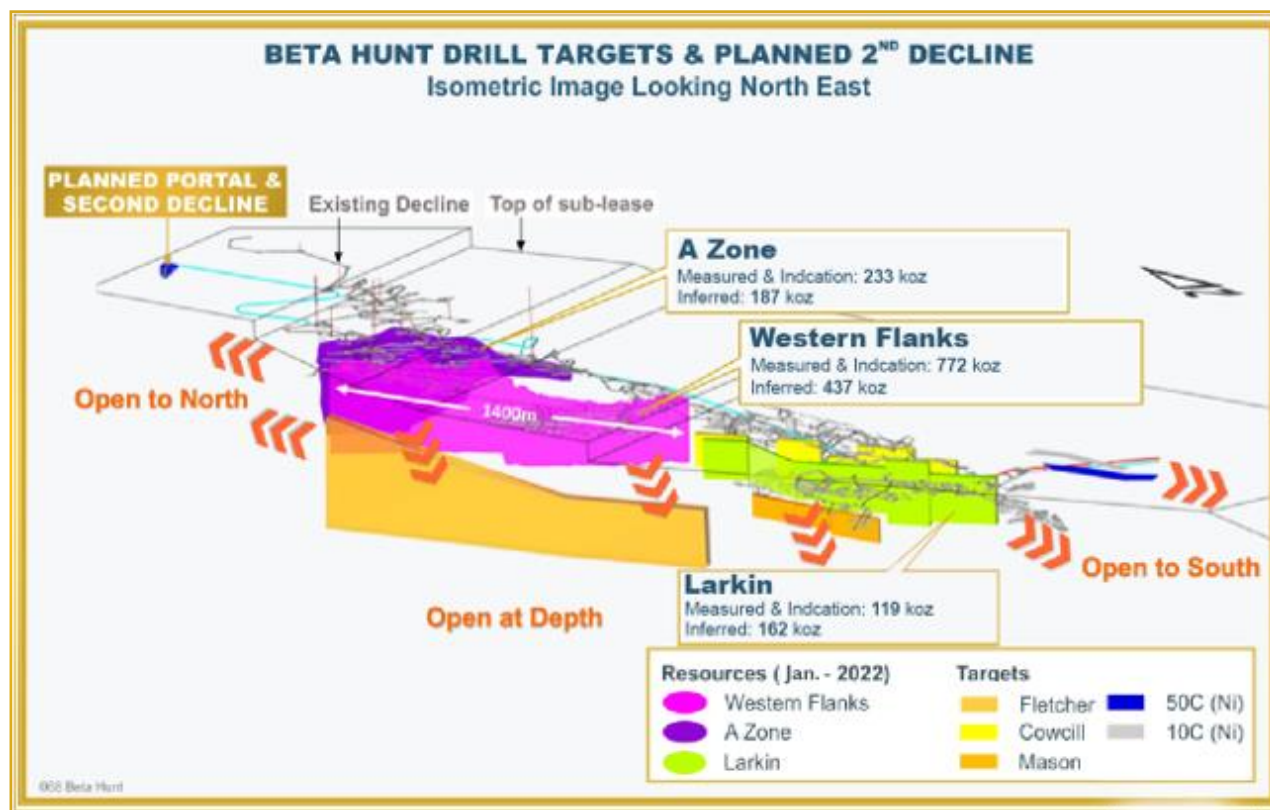 BETA HUNT DRILL TARGETS & PLANNED 2ND DECLINE
Isometric Image Looking North East
PLANNED PORTAL &
SECOND DECLINE
Existing Decline
Top of sub-lease
A Zone
Measured & Indcation: 233 koz
Inferred: 187 koz
Western Flanks
Measured & Indcation: 772 koz
Inferred: 437 koz
Open to North
1400m
Larkin
Measured & Indcation: 119 koz
Inferred: 162 koz
Open to South
Open at Depth
Resources ( Jan. - 2022)
Western Flanks
A Zone
Larkin
Targets
Fletcher
Cowcill
Mason
50C (Ni)
10C (Ni)
068 Beta Hunt